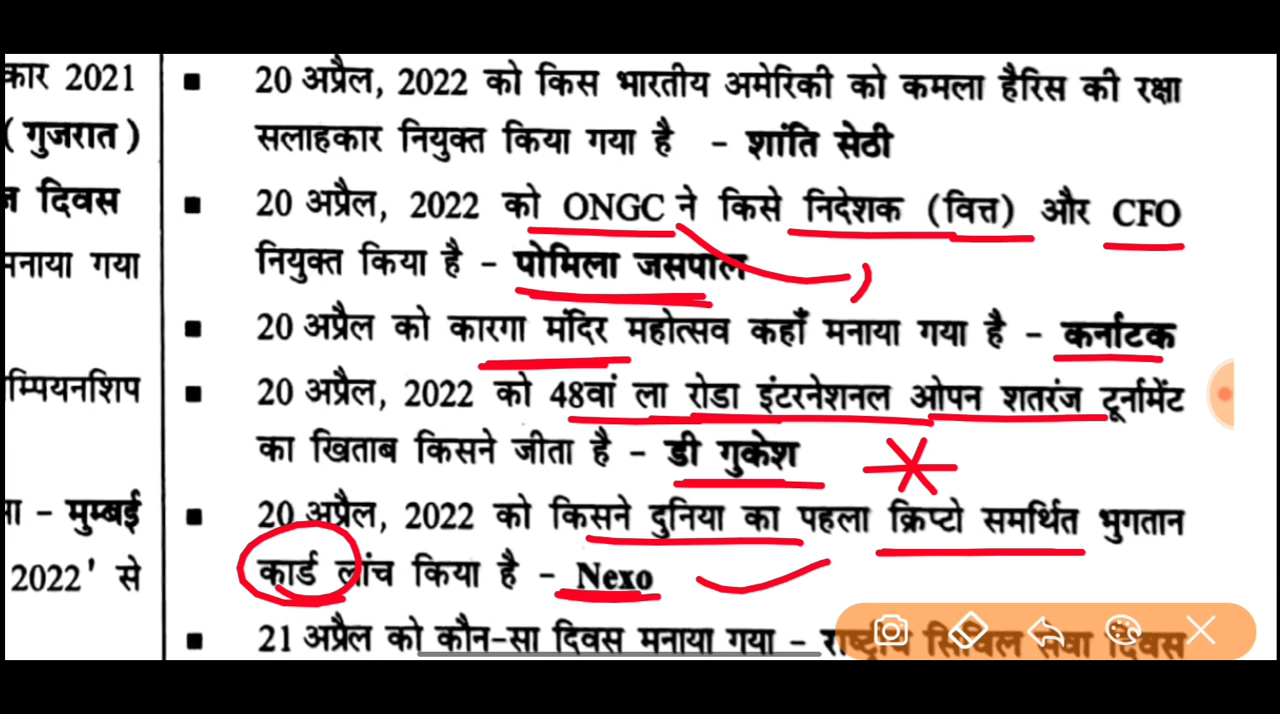 कार 2021
( गुजरात )
दिवस
मनाया गया
म्पियनशिप
- मुम्बई
2022' से
▪ 20 अप्रैल, 2022 को किस भारतीय अमेरिकी को कमला हैरिस की रक्षा
सलाहकार नियुक्त किया गया है - शांति सेठी
▪ 20 अप्रैल, 2022 को ONGC ने किसे निदेशक (वित्त) और CFO
नियुक्त किया है - पोमिला जसपाल
▪ 20 अप्रैल को कारगा मंदिर महोत्सव कहाँ मनाया गया है - कर्नाटक
▪ 20 अप्रैल, 2022 को 48वां ला रोडा इंटरनेशनल ओपन शतरंज टूर्नामेंट
का खिताब किसने जीता है - डी गुकेश
▪ 20 अप्रैल, 2022 को किसने दुनिया का पहला क्रिप्टो समर्थित भुगतान
कार्ड लांच किया है - Nexo
▪ 21 अप्रैल को कौन-सा दिवस मनाया गया - राष्ट्रीय सिविल सेवा दिवस